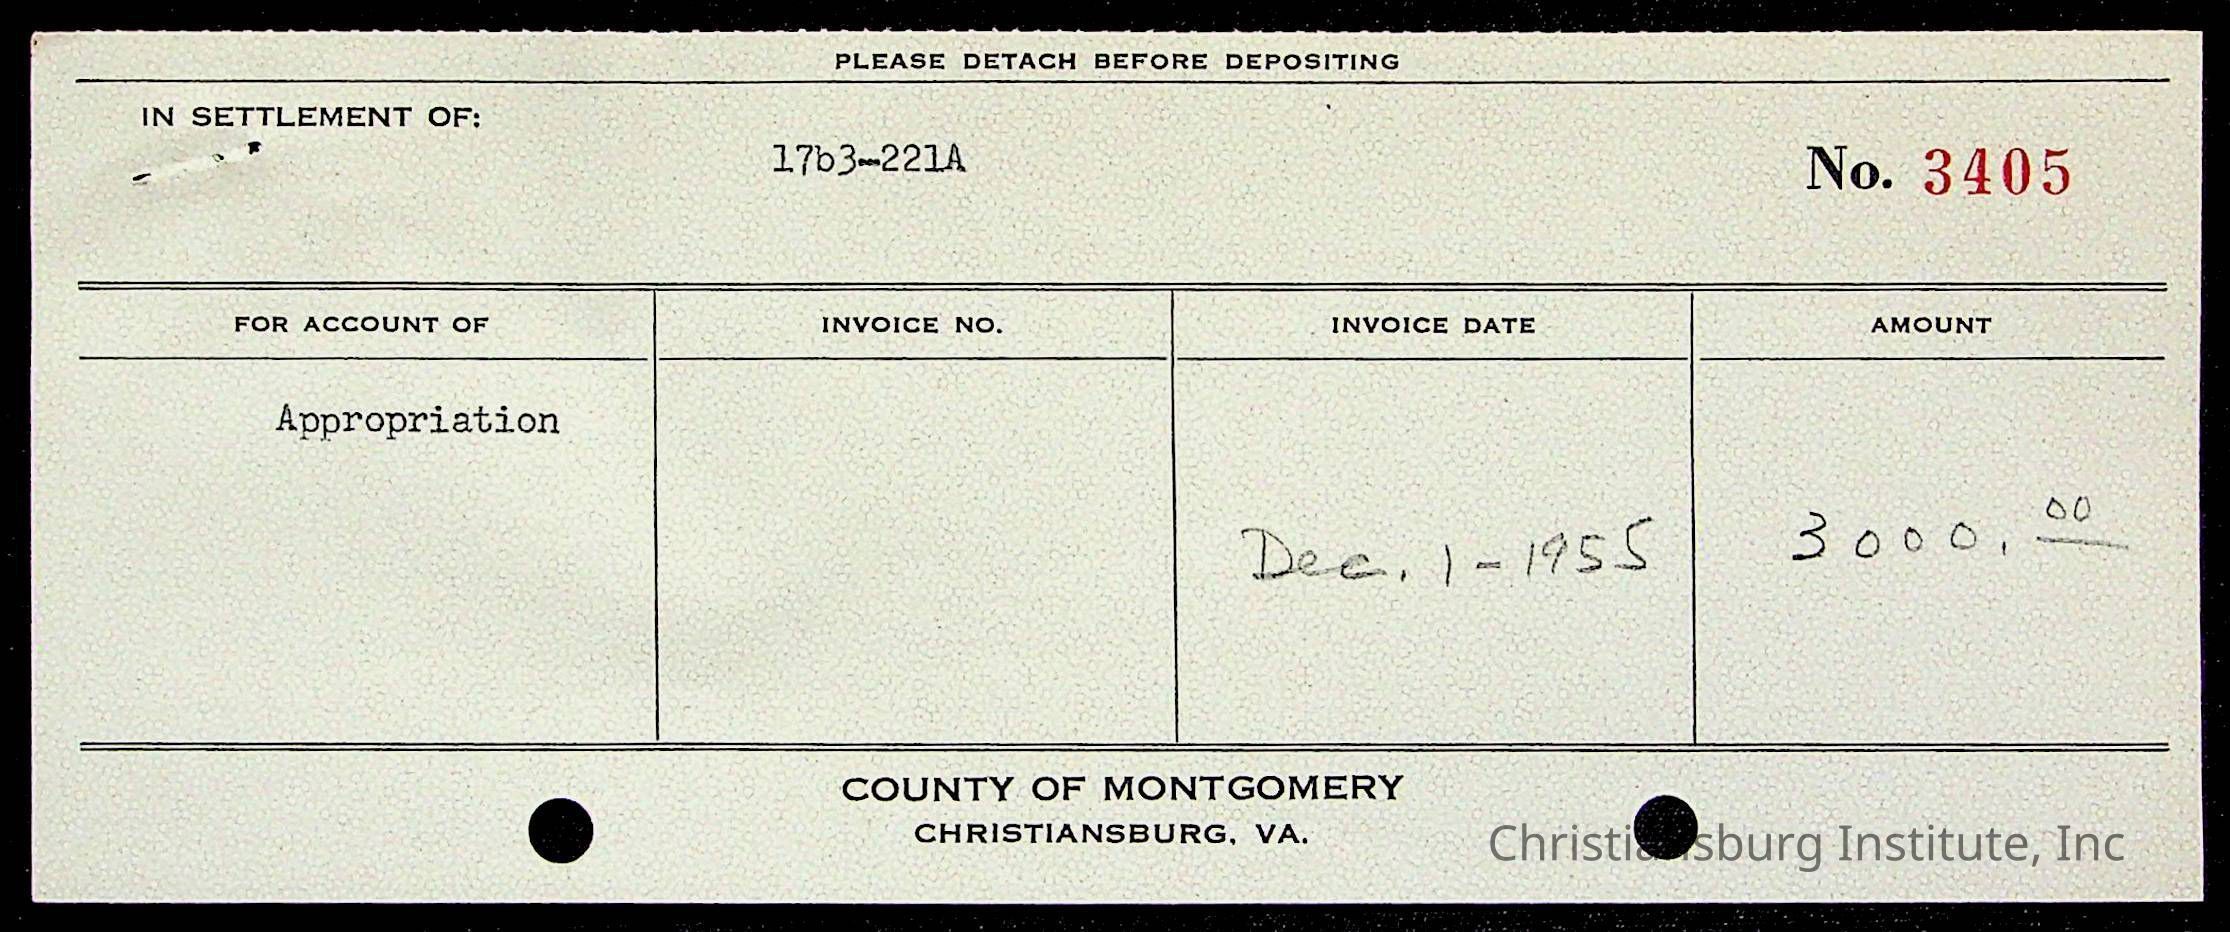 PLEASE DETACH BEFORE DEPOSITING
IN SETTLEMENT OF:
17b3-221A
No. 3405
FOR ACCOUNT OF
INVOICE NO.
INVOICE DATE
AMOUNT
Appropriation
Dec. 1 - 1955
3000.00
COUNTY OF MONTGOMERY
CHRISTIANSBURG, VA.
Christiansburg Institute, Inc